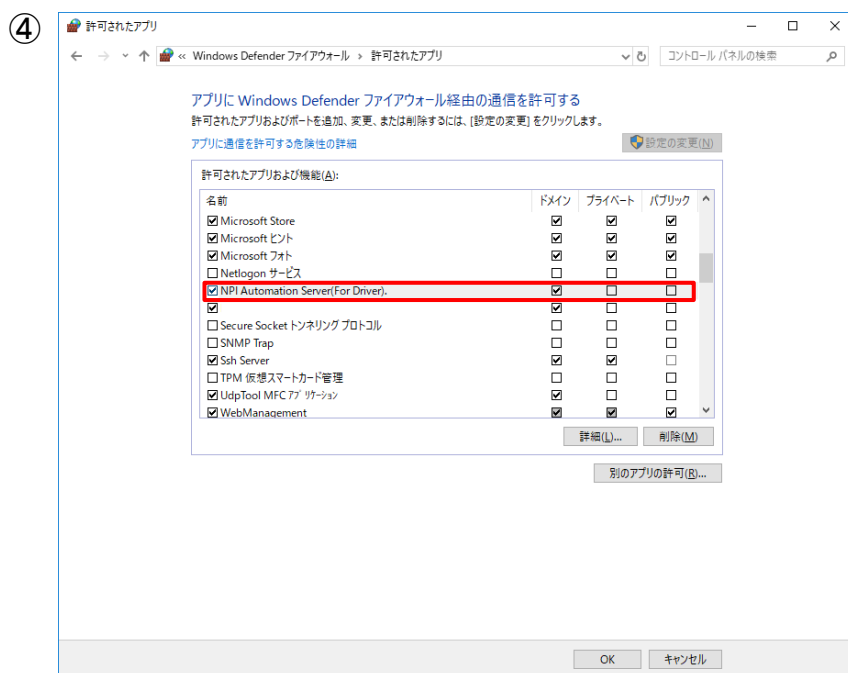 ④
許可されたアプリ
« Windows Defender ファイアウォール › 許可されたアプリ
コントロール パネルの検索
アプリに Windows Defender ファイアウォール経由の通信を許可する
許可されたアプリおよびポートを追加、変更、または削除するには、[設定の変更] をクリックします。
アプリに通信を許可する危険性の詳細
設定の変更(N)
許可されたアプリおよび機能(A):
名前 ドメイン プライベート パブリック
Microsoft Store
Microsoft ヒント
Microsoft フォト
Netlogon サービス
NPI Automation Server(For Driver).
Secure Socket トンネリング プロトコル
SNMP Trap
Ssh Server
TPM 仮想スマートカード管理
UdpTool MFC アプリケーション
WebManagement
詳細(L)... 削除(M)
別のアプリの許可(R)...
OK キャンセル